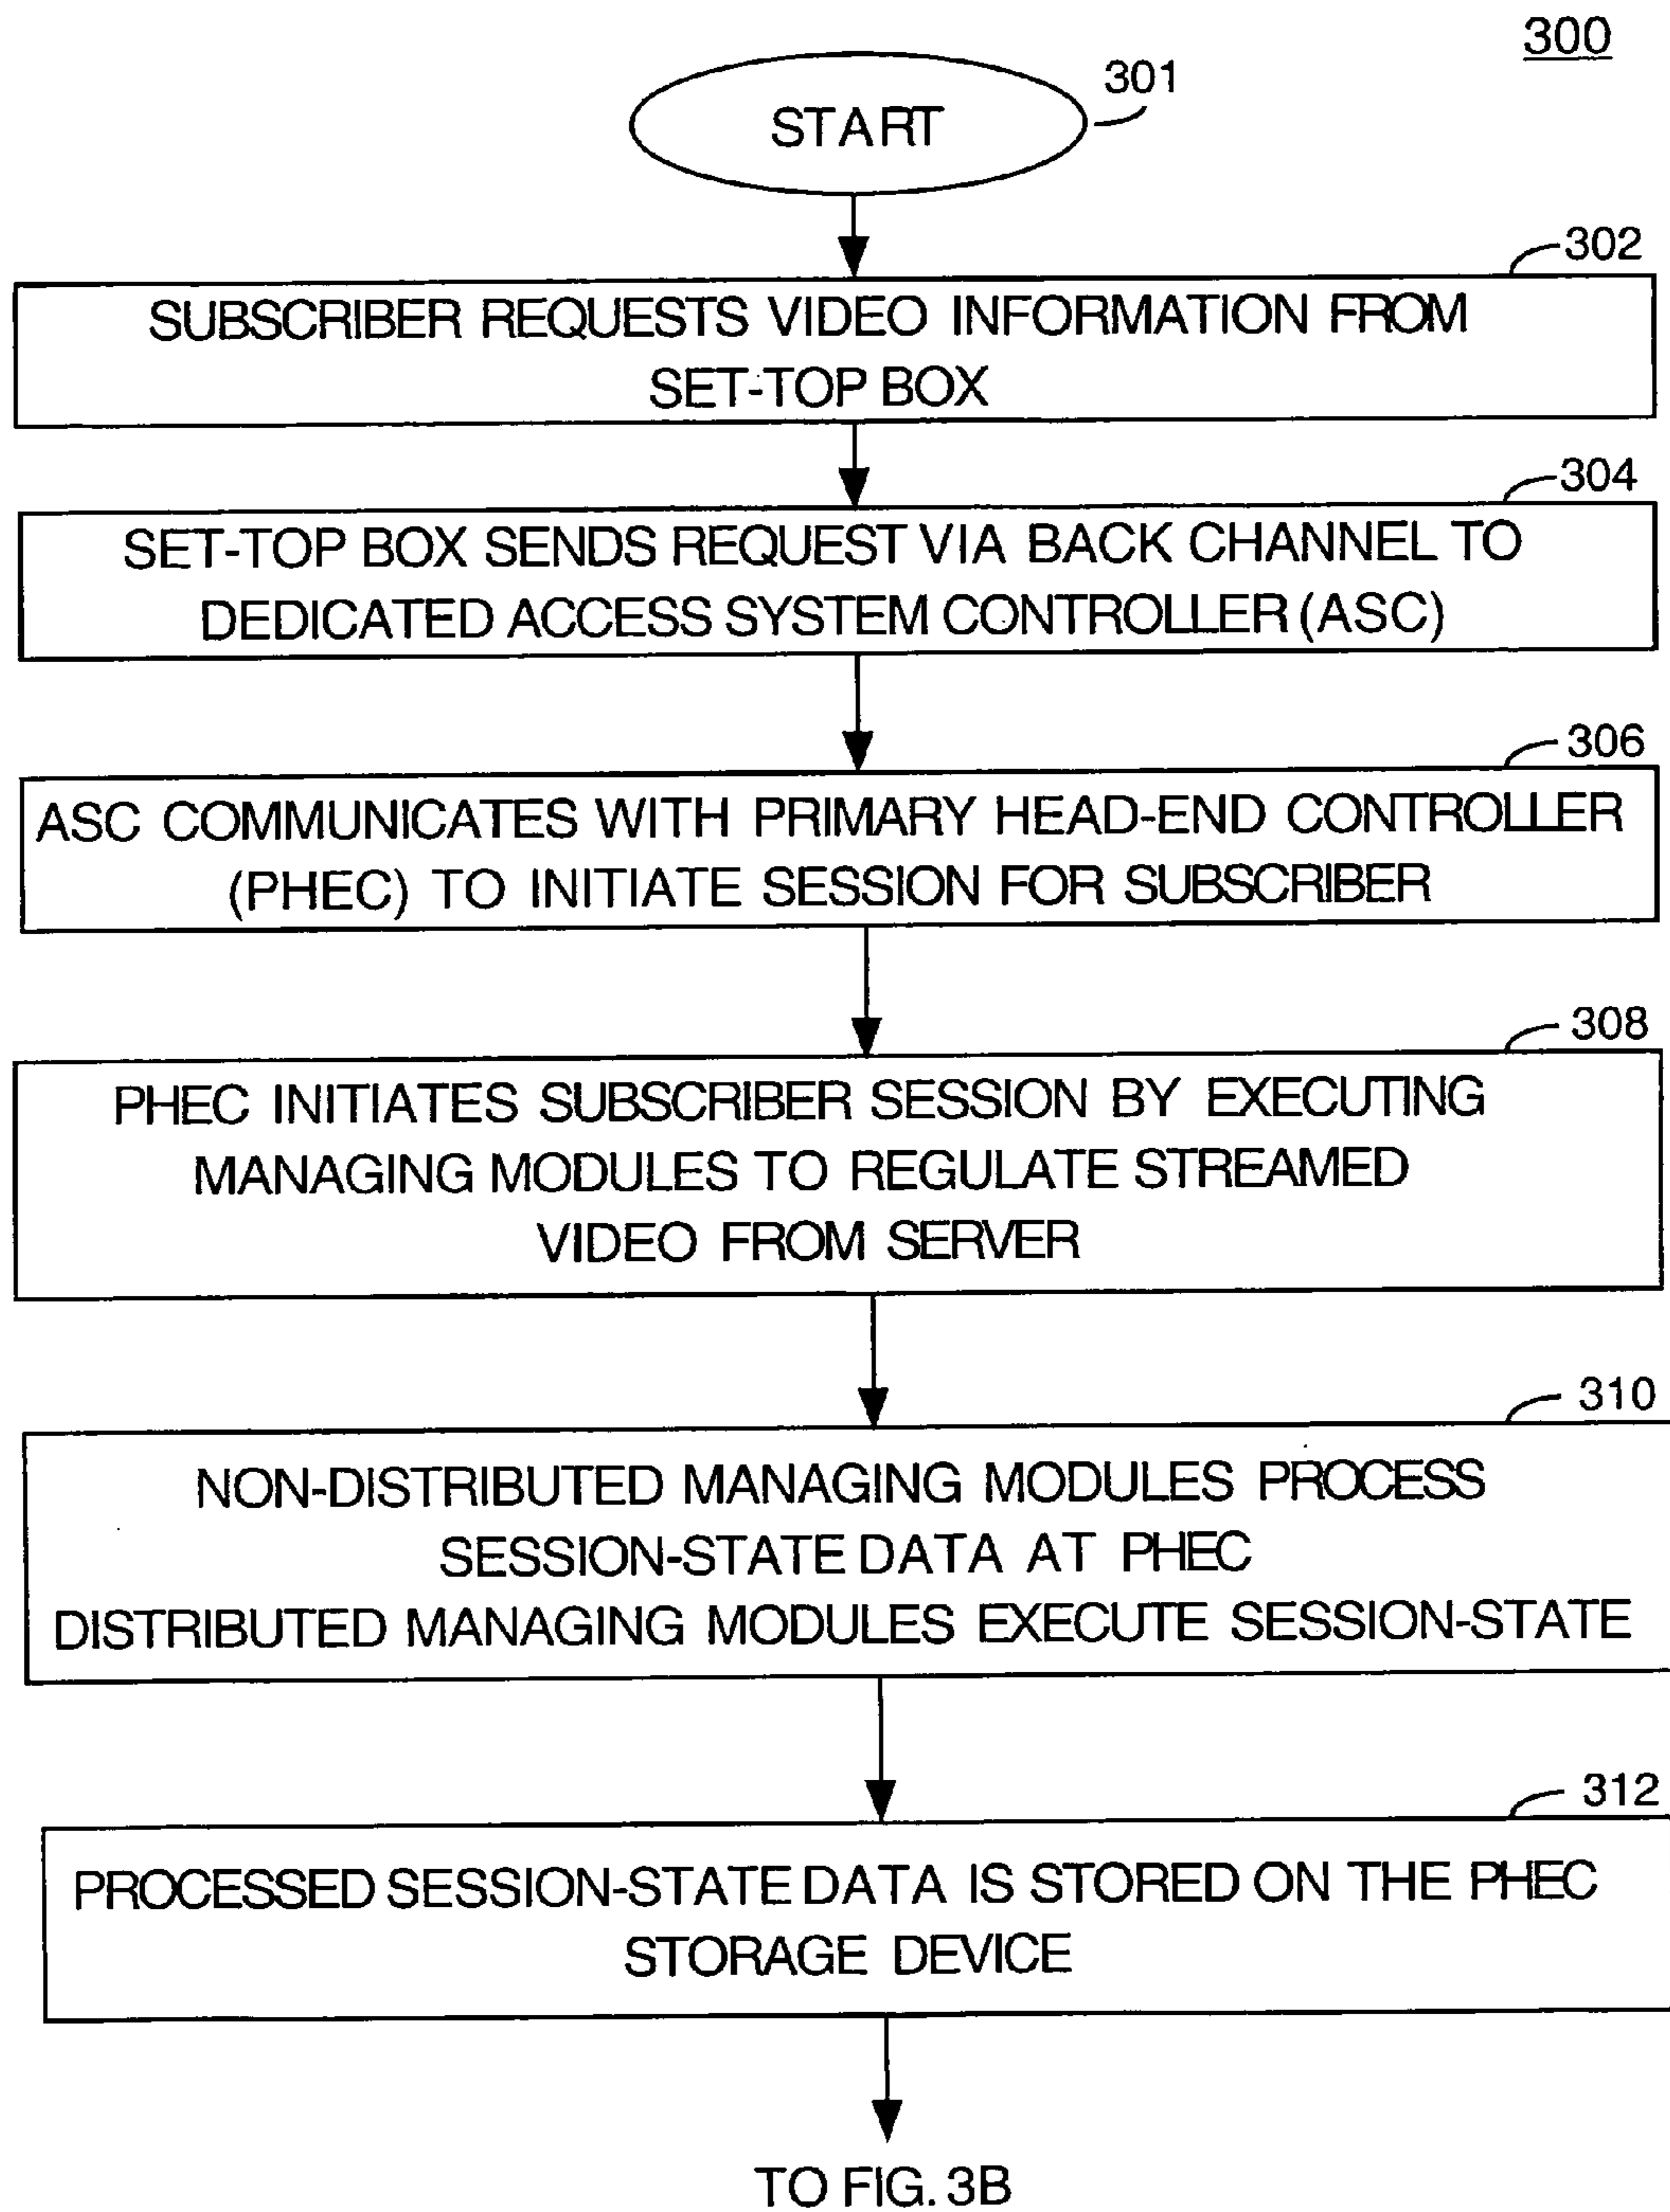 300
START
301
302
SUBSCRIBER REQUESTS VIDEO INFORMATION FROM
SET-TOP BOX
304
SET-TOP BOX SENDS REQUEST VIA BACK CHANNEL TO
DEDICATED ACCESS SYSTEM CONTROLLER (ASC)
306
ASC COMMUNICATES WITH PRIMARY HEAD-END CONTROLLER
(PHEC) TO INITIATE SESSION FOR SUBSCRIBER
308
PHEC INITIATES SUBSCRIBER SESSION BY EXECUTING
MANAGING MODULES TO REGULATE STREAMED
VIDEO FROM SERVER
310
NON-DISTRIBUTED MANAGING MODULES PROCESS
SESSION-STATE DATA AT PHEC
DISTRIBUTED MANAGING MODULES EXECUTE SESSION-STATE
312
PROCESSED SESSION-STATE DATA IS STORED ON THE PHEC
STORAGE DEVICE
TO FIG. 3B